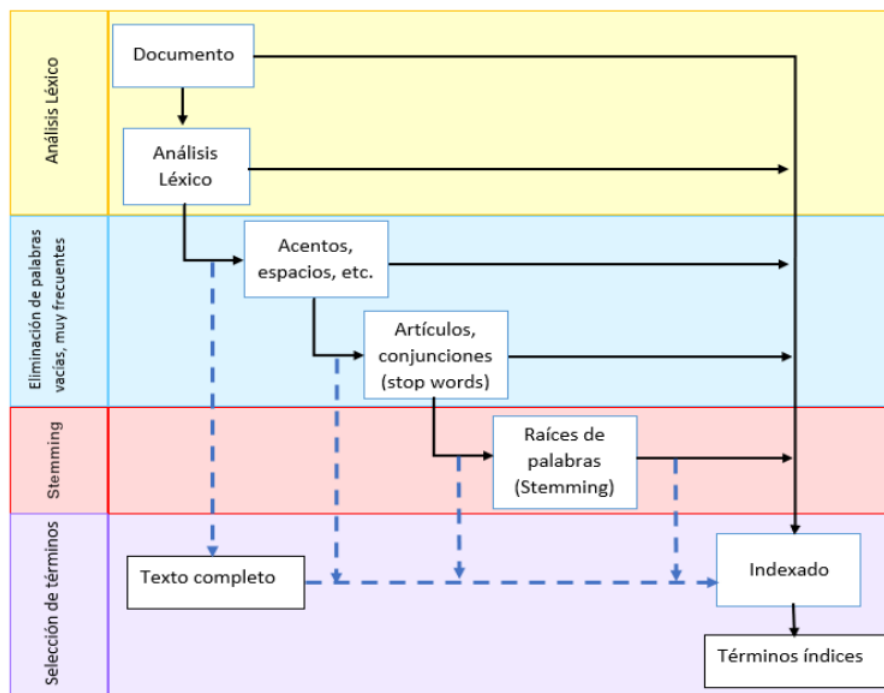 Análisis Léxico
Documento
Análisis
Léxico
Eliminación de palabras
vacías, muy frecuentes
Acentos,
espacios, etc.
Artículos,
conjunciones
(stop words)
Stemming
Raíces de
palabras
(Stemming)
Selección de términos
Texto completo
Indexado
Términos índices